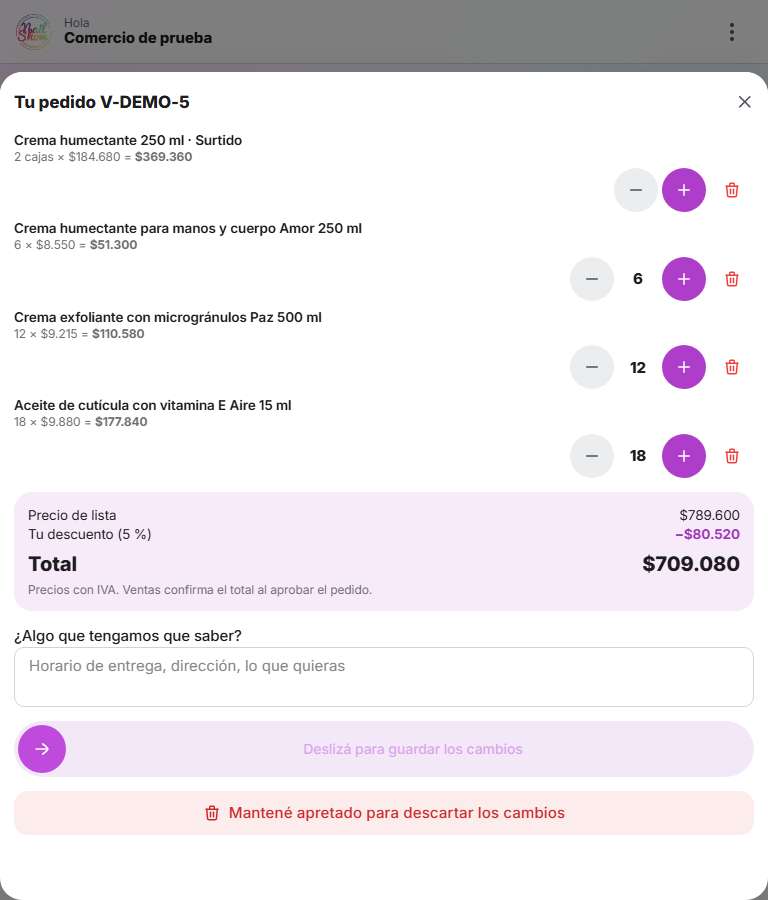 Nail Show
Hola
Comercio de prueba
Tu pedido V-DEMO-5
Crema humectante 250 ml · Surtido
2 cajas × $184.680 = $369.360
Crema humectante para manos y cuerpo Amor 250 ml
6 × $8.550 = $51.300
6
Crema exfoliante con microgránulos Paz 500 ml
12 × $9.215 = $110.580
12
Aceite de cutícula con vitamina E Aire 15 ml
18 × $9.880 = $177.840
18
Precio de lista $789.600
Tu descuento (5 %) −$80.520
Total $709.080
Precios con IVA. Ventas confirma el total al aprobar el pedido.
¿Algo que tengamos que saber?
Horario de entrega, dirección, lo que quieras
Deslizá para guardar los cambios
Mantené apretado para descartar los cambios